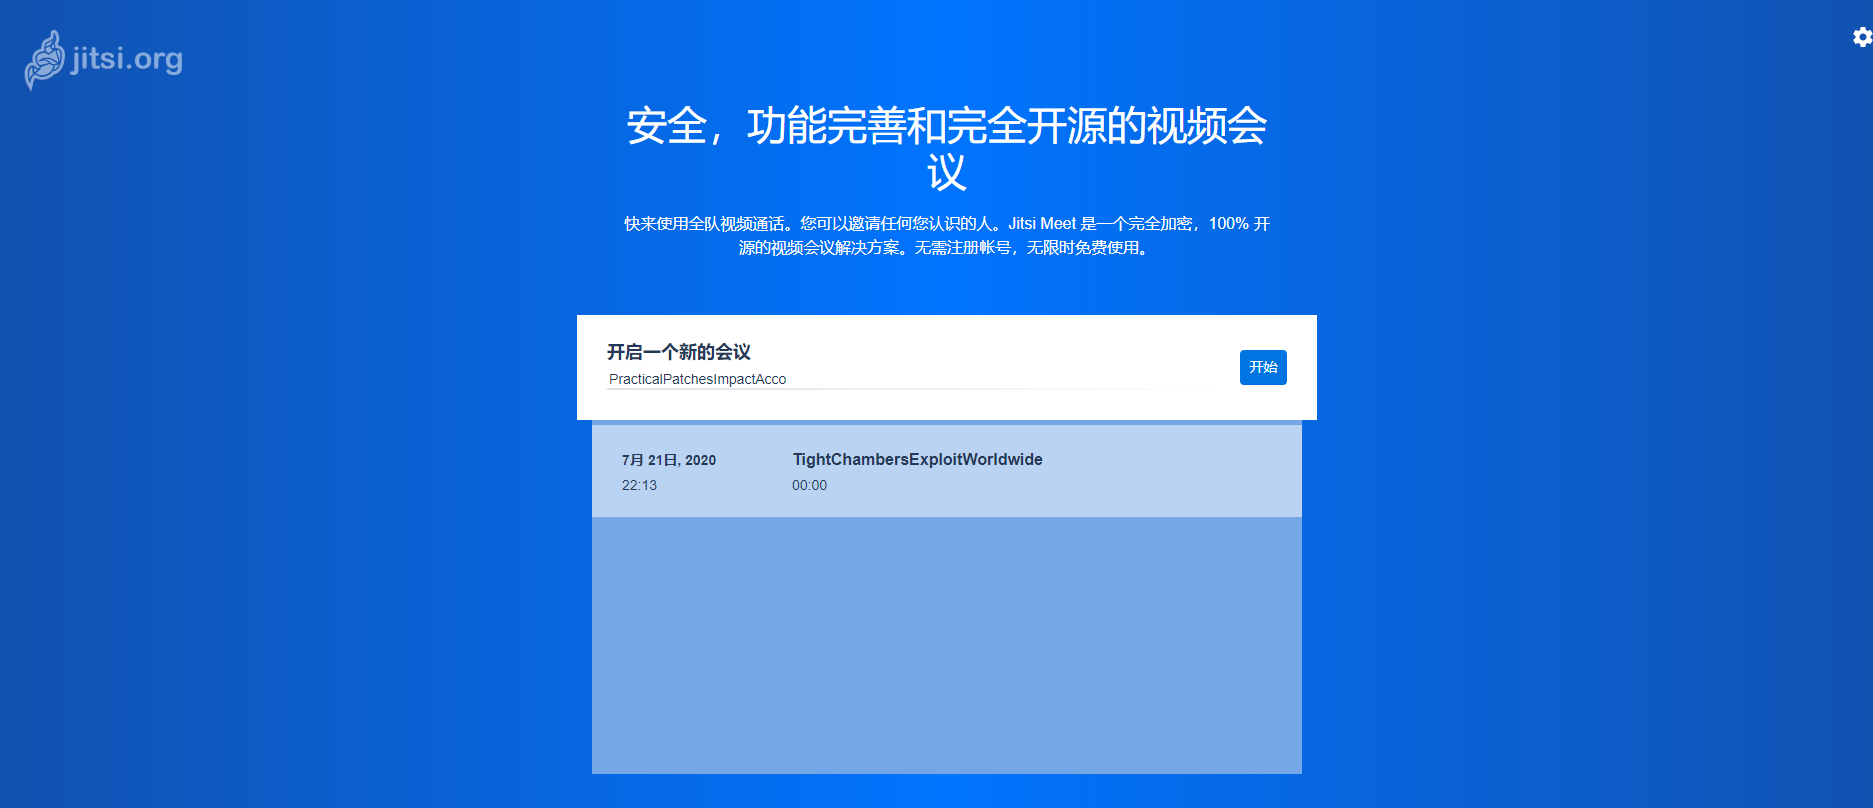 jitsi.org
安全，功能完善和完全开源的视频会
议
快来使用全队视频通话。您可以邀请任何您认识的人。Jitsi Meet 是一个完全加密，100% 开
源的视频会议解决方案。无需注册帐号，无限时免费使用。
开启一个新的会议
PracticalPatchesImpactAcco
开始
7月 21日, 2020
TightChambersExploitWorldwide
22:13
00:00